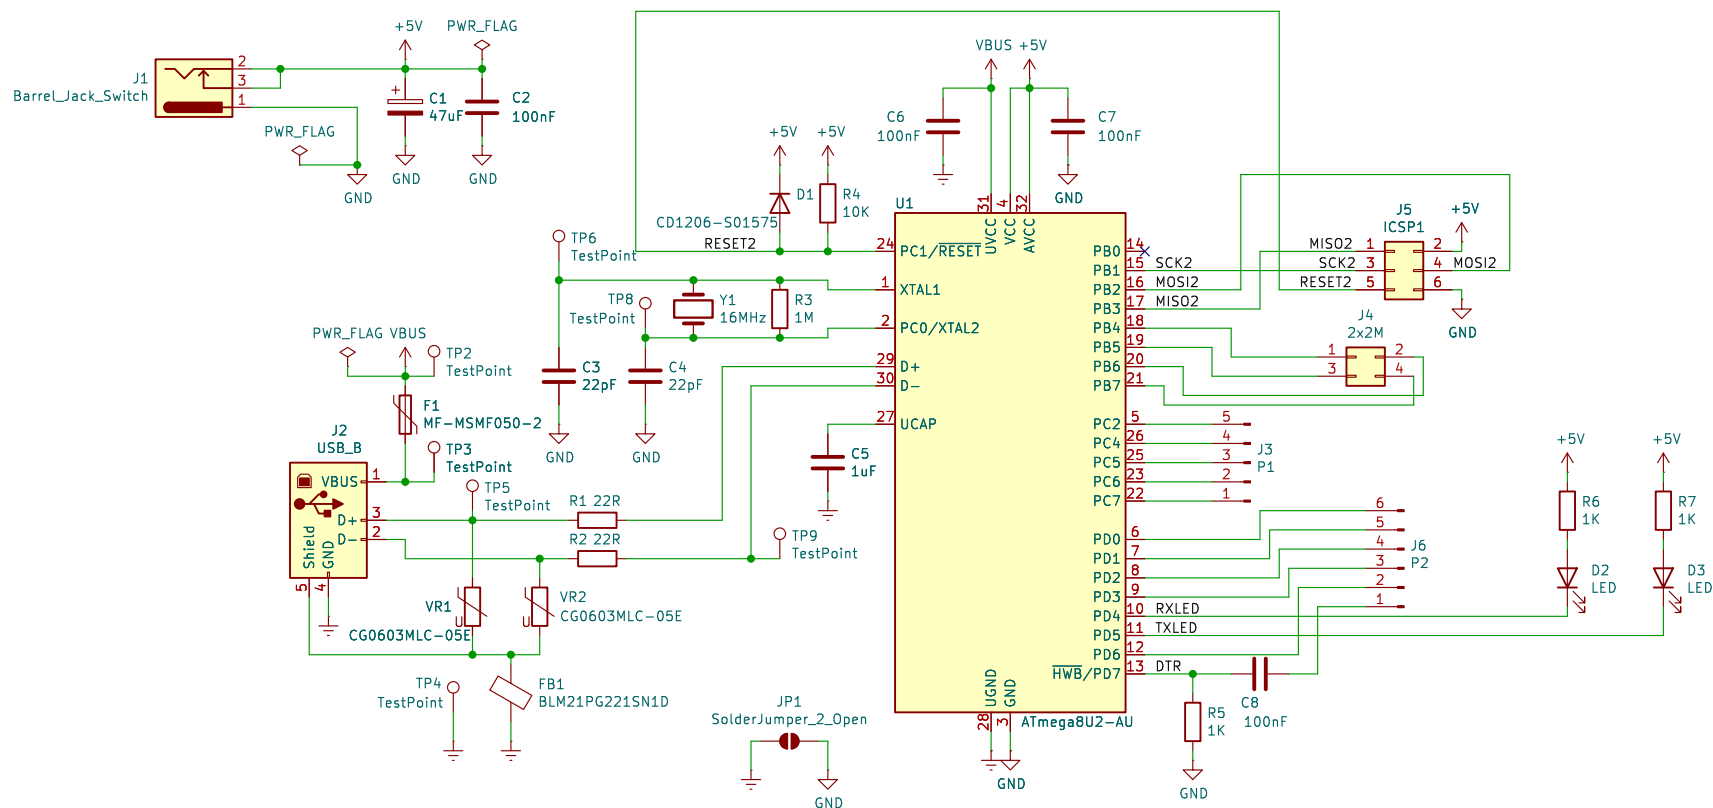 +5V
PWR_FLAG
J1
Barrel_Jack_Switch
2
3
1
+
C1
47uF
C2
100nF
PWR_FLAG
GND
GND
GND
VBUS
+5V
C6
100nF
C7
100nF
GND
+5V
+5V
D1
CD1206-S01575
R4
10K
RESET2
TP6
TestPoint
TP8
TestPoint
Y1
16MHz
R3
1M
C3
22pF
C4
22pF
GND
GND
C5
1uF
U1
31
4
32
UVCC
VCC
AVCC
24
PC1/RESET
1
XTAL1
2
PC0/XTAL2
29
D+
30
D-
27
UCAP
PB0
14
PB1
15
SCK2
PB2
16
MOSI2
PB3
17
MISO2
PB4
18
PB5
19
PB6
20
PB7
21
PC2
5
PC4
26
PC5
25
PC6
23
PC7
22
PD0
6
PD1
7
PD2
8
PD3
9
PD4
10
RXLED
PD5
11
TXLED
PD6
12
HWB/PD7
13
DTR
UGND
GND
28
3
ATmega8U2-AU
GND
J5
ICSP1
MISO2
1
2
SCK2
3
4
MOSI2
RESET2
5
6
+5V
GND
J4
2x2M
1
2
3
4
5
4
3
2
1
J3
P1
6
5
4
3
2
1
J6
P2
+5V
+5V
R6
1K
R7
1K
D2
LED
D3
LED
C8
100nF
R5
1K
GND
PWR_FLAG
VBUS
TP2
TestPoint
F1
MF-MSMF050-2
J2
USB_B
TP3
TestPoint
VBUS
1
D+
3
D-
2
Shield
GND
5
4
TP5
TestPoint
R1 22R
R2 22R
TP9
TestPoint
VR1
U
CG0603MLC-05E
VR2
U
CG0603MLC-05E
TP4
TestPoint
FB1
BLM21PG221SN1D
JP1
SolderJumper_2_Open
GND